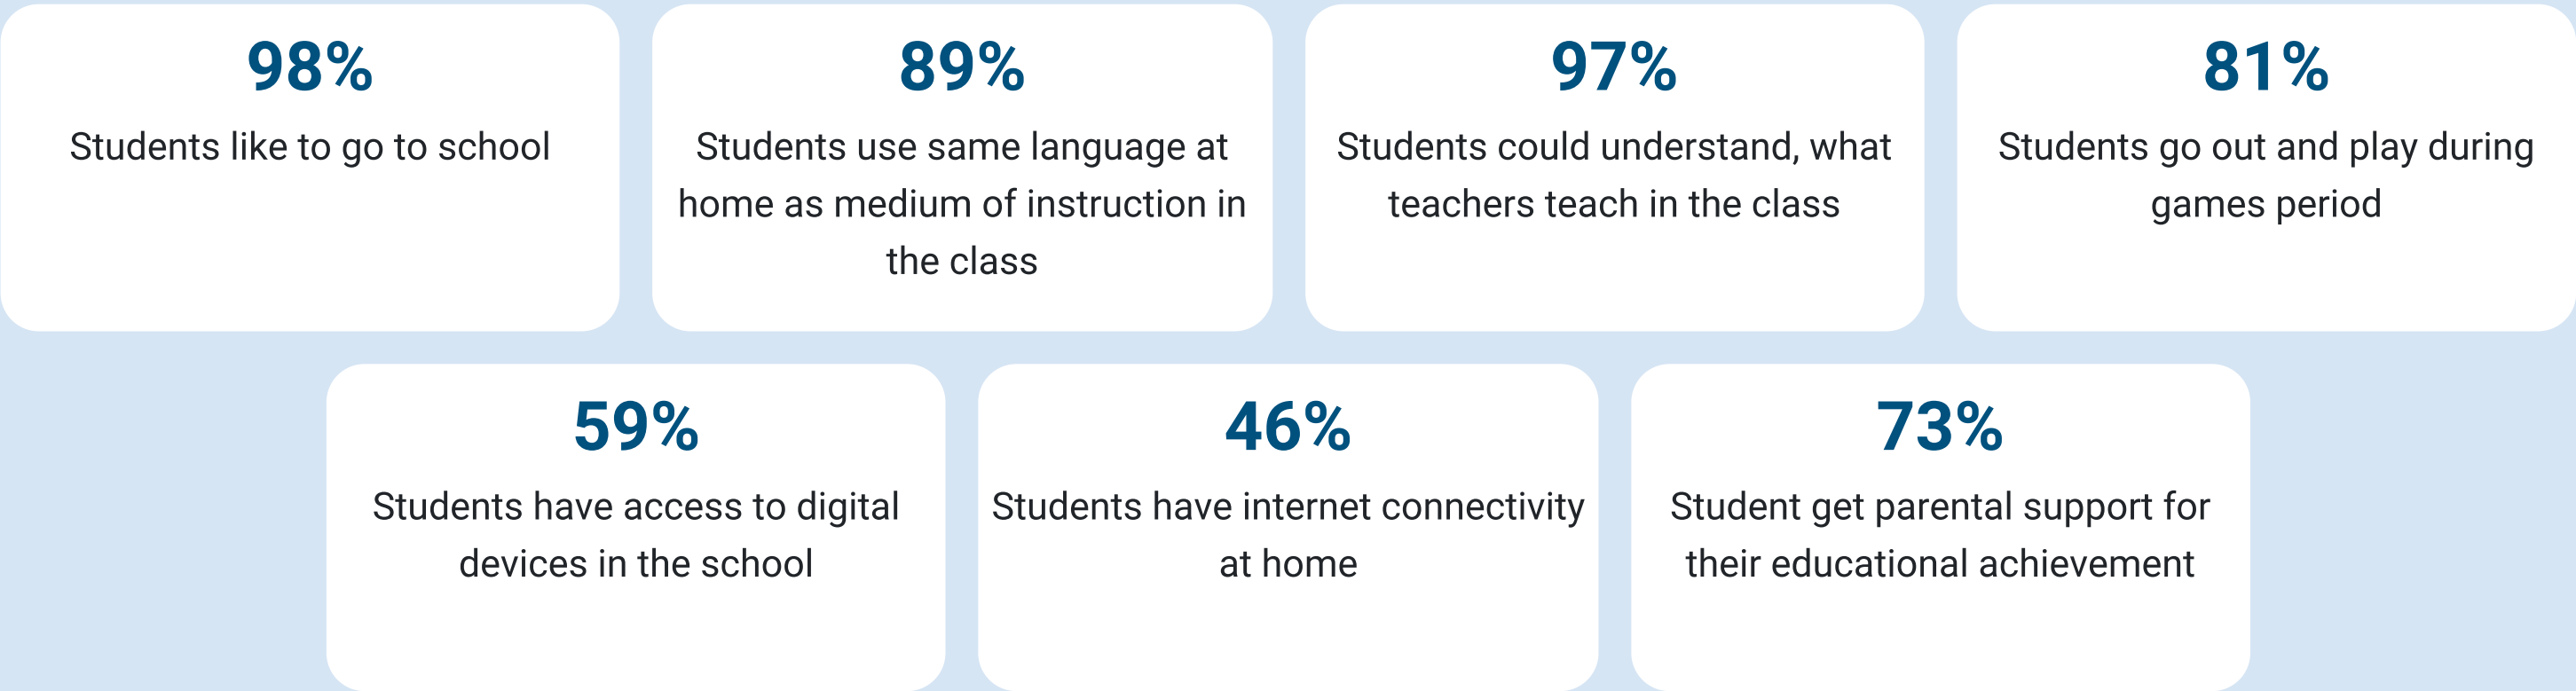 98%
Students like to go to school
89%
Students use same language at
home as medium of instruction in
the class
97%
Students could understand, what
teachers teach in the class
81%
Students go out and play during
games period
59%
Students have access to digital
devices in the school
46%
Students have internet connectivity
at home
73%
Student get parental support for
their educational achievement